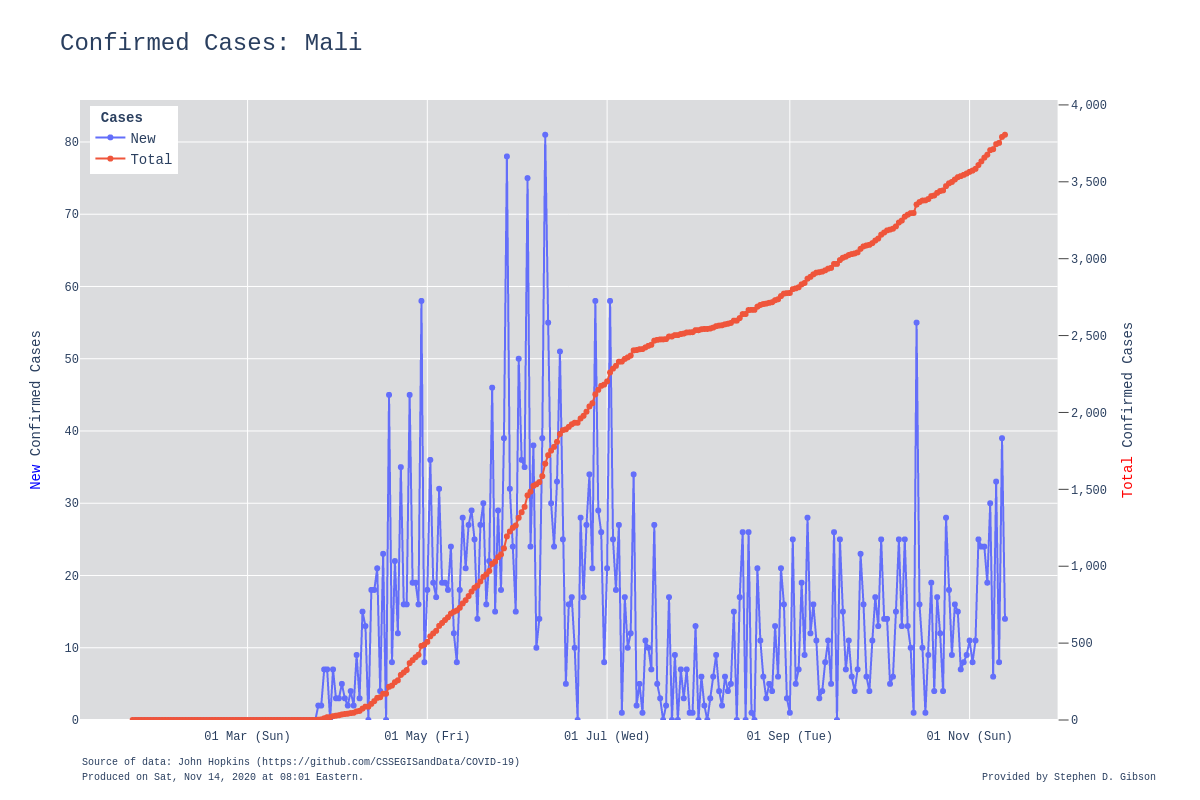 Confirmed Cases: Mali
Cases
New
Total
80
70
60
50
40
30
20
10
0
New Confirmed Cases
4,000
3,500
3,000
2,500
2,000
1,500
1,000
500
0
Total Confirmed Cases
01 Mar (Sun)
01 May (Fri)
01 Jul (Wed)
01 Sep (Tue)
01 Nov (Sun)
Source of data: John Hopkins (https://github.com/CSSEGISandData/COVID-19)
Produced on Sat, Nov 14, 2020 at 08:01 Eastern.
Provided by Stephen D. Gibson